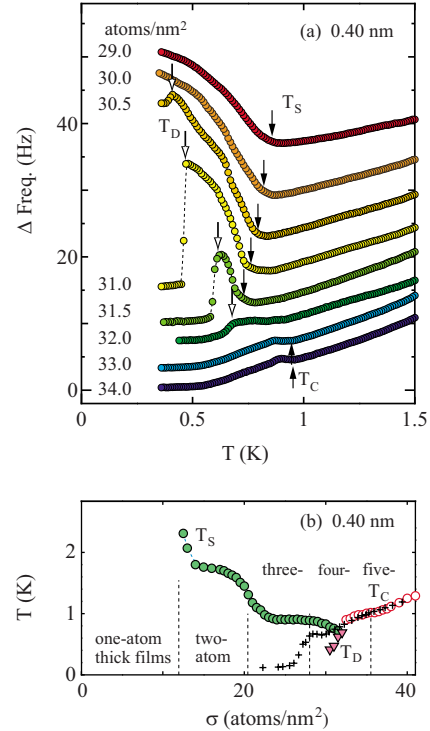 (a) 0.40 nm
atoms/nm²
29.0
30.0
30.5
T_S
T_D
31.0
31.5
32.0
33.0
34.0
T_C
Δ Freq. (Hz)
40
20
0
0 0.5 1 1.5
T (K)
(b) 0.40 nm
T_S
three- four- five-
T_C
one-atom
thick films
two-
atom
T_D
T (K)
2
1
0
0 20 40
σ (atoms/nm²)